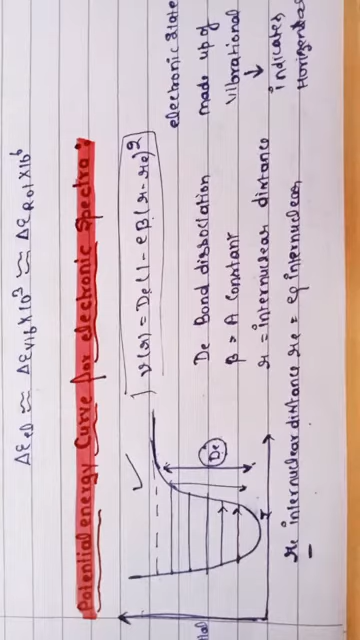 ΔEel ≈ ΔEvib×10³ ≈ ΔERot×10⁶
Potential energy Curve for electronic Spectra:
V(r) = De(1 - eβ(r-re)²
De
De Bond dissociation
β = A Constant
r = internuclear distance
re internuclear distance re = eq internuclear
electronic state
made up of
vibrational
↓
indicates